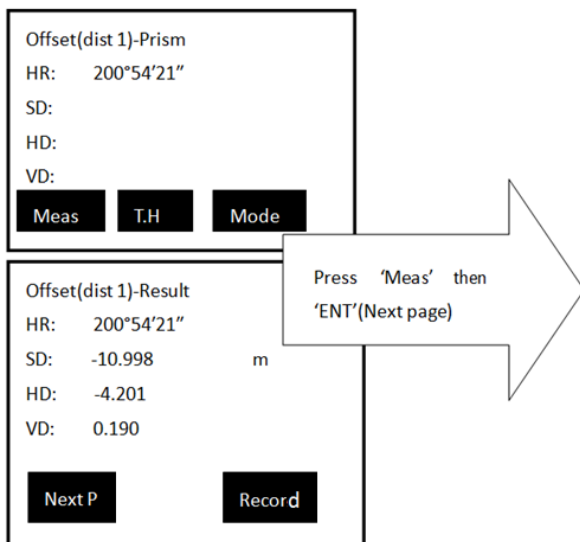 Offset(dist 1)-Prism
HR: 200°54′21″
SD:
HD:
VD:
Meas T.H Mode
Press ‘Meas’ then
‘ENT’(Next page)
Offset(dist 1)-Result
HR: 200°54′21″
SD: -10.998 m
HD: -4.201
VD: 0.190
Next P Record